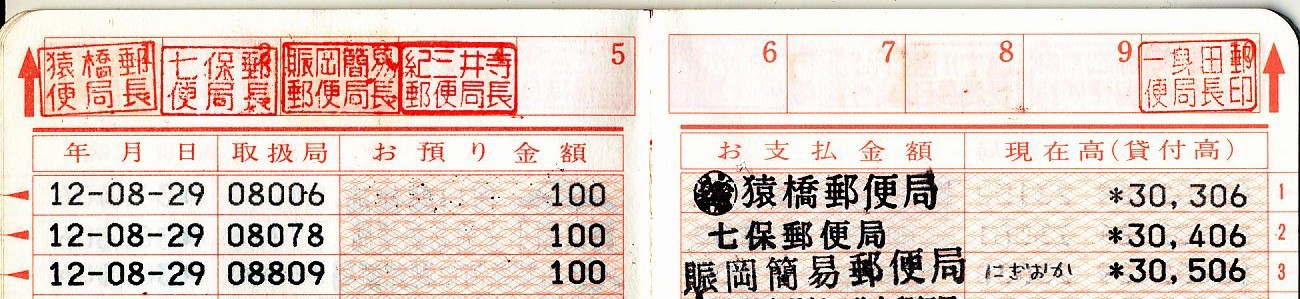 猿橋郵便局長
七保郵便局長
賑岡簡易郵便局長
紀三井寺郵便局長
5
6
7
8
9
一身田郵便局長印
年月日 取扱局 お預り金額 お支払金額 現在高(貸付高)
12-08-29 08006 100 猿橋郵便局 *30,306 1
12-08-29 08078 100 七保郵便局 *30,406 2
12-08-29 08809 100 賑岡簡易郵便局 にぎおか *30,506 3